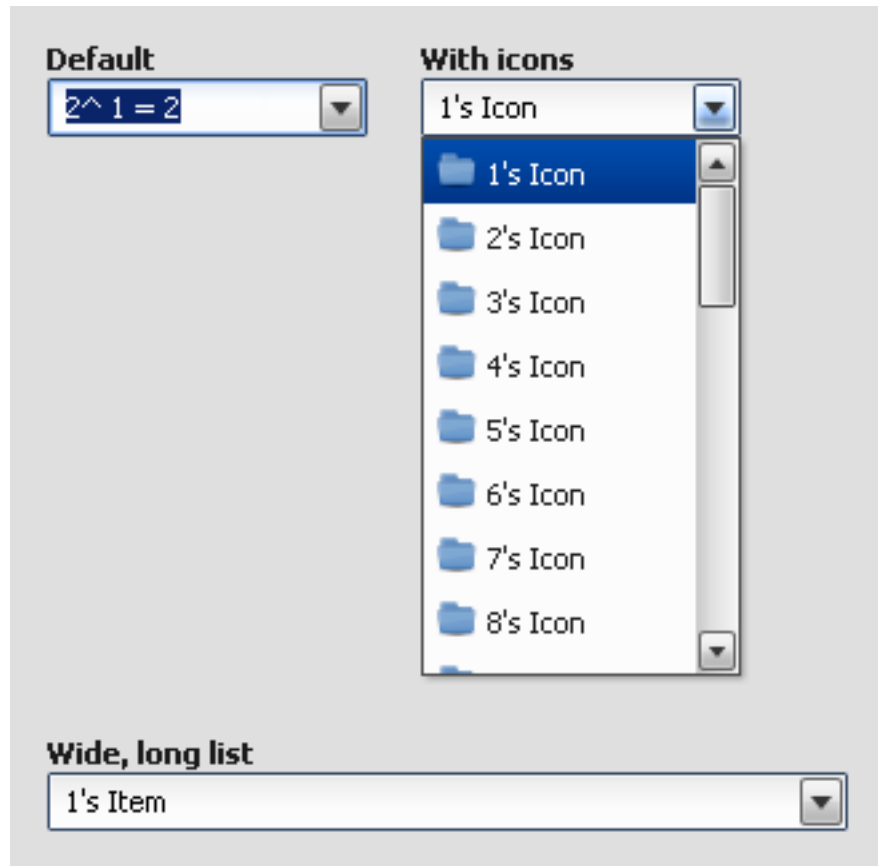 Default
2^ 1 = 2
With icons
1's Icon
1's Icon
2's Icon
3's Icon
4's Icon
5's Icon
6's Icon
7's Icon
8's Icon
Wide, long list
1's Item